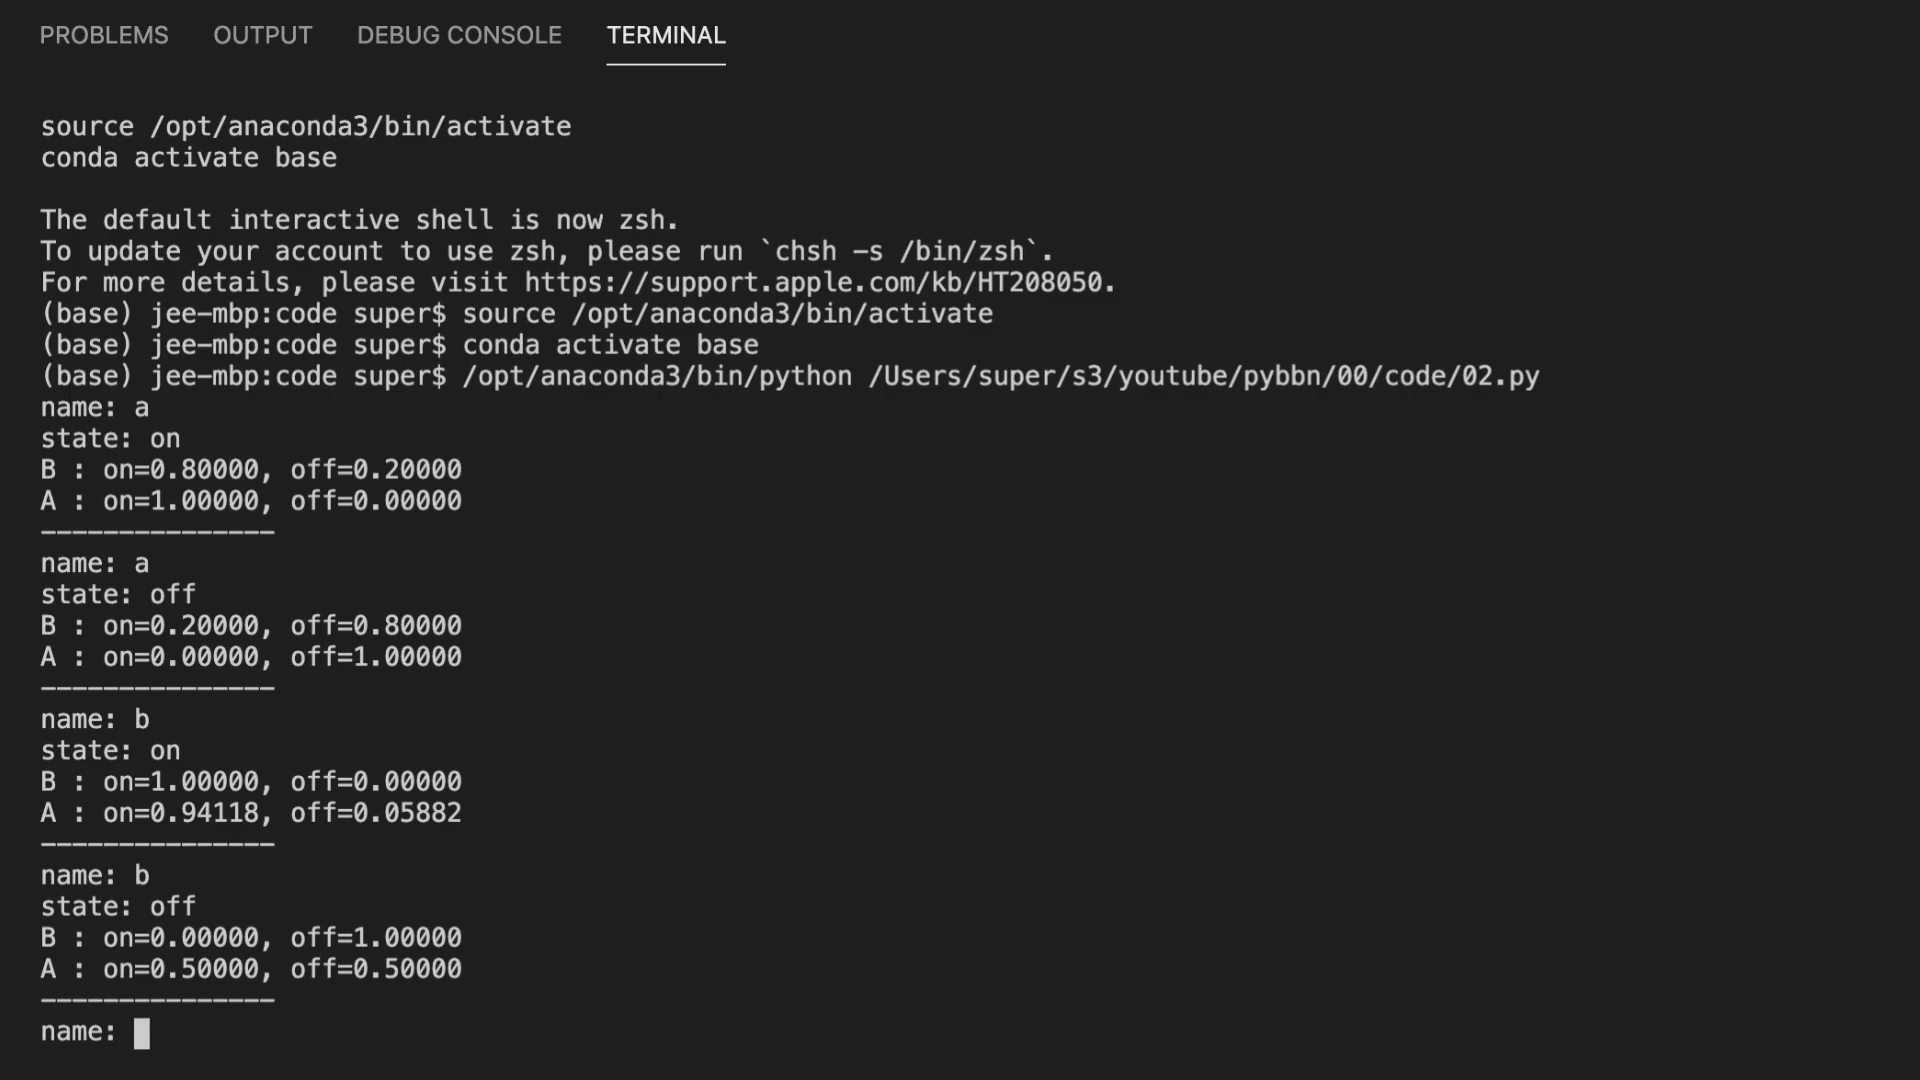 PROBLEMS OUTPUT DEBUG CONSOLE TERMINAL
source /opt/anaconda3/bin/activate
conda activate base
The default interactive shell is now zsh.
To update your account to use zsh, please run `chsh -s /bin/zsh`.
For more details, please visit https://support.apple.com/kb/HT208050.
(base) jee-mbp:code super$ source /opt/anaconda3/bin/activate
(base) jee-mbp:code super$ conda activate base
(base) jee-mbp:code super$ /opt/anaconda3/bin/python /Users/super/s3/youtube/pybbn/00/code/02.py
name: a
state: on
B : on=0.80000, off=0.20000
A : on=1.00000, off=0.00000
---------------
name: a
state: off
B : on=0.20000, off=0.80000
A : on=0.00000, off=1.00000
---------------
name: b
state: on
B : on=1.00000, off=0.00000
A : on=0.94118, off=0.05882
---------------
name: b
state: off
B : on=0.00000, off=1.00000
A : on=0.50000, off=0.50000
---------------
name: